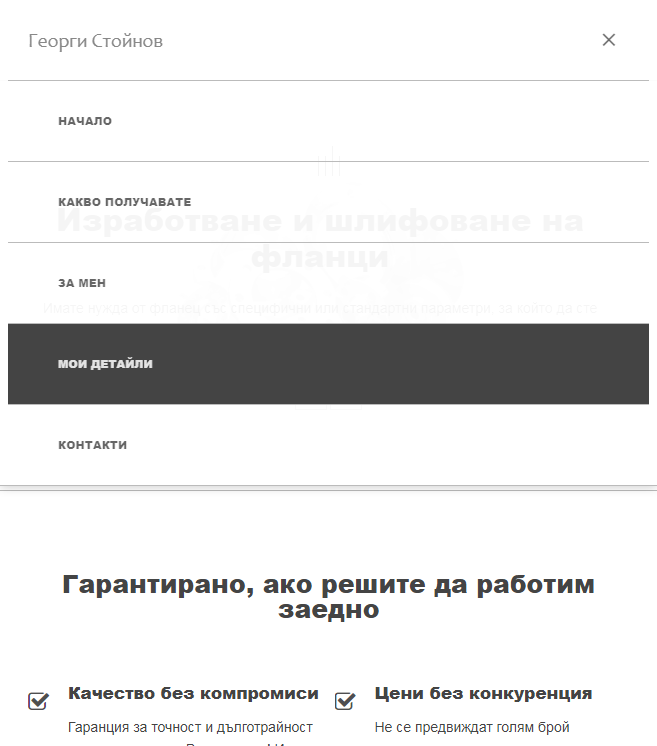 Георги Стойнов
НАЧАЛО
КАКВО ПОЛУЧАВАТЕ
Изработване и шлифоване на
фланци
ЗА МЕН
Имате нужда от фланец със специфични или стандартни параметри, за който да сте
МОИ ДЕТАЙЛИ
КОНТАКТИ
Гарантирано, ако решите да работим
заедно
Качество без компромиси
Цени без конкуренция
Гаранция за точност и дълготрайност
Не се предвиждат голям брой